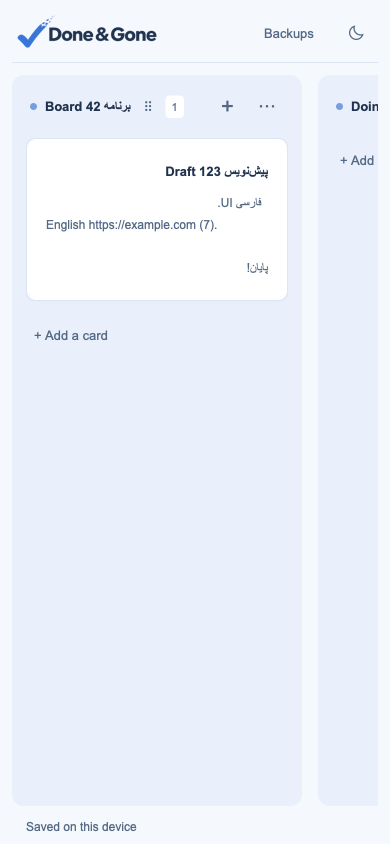 Done & Gone
Backups
Board 42 برنامه
1
+
...
Doin
پیش‌نویس Draft 123
فارسی UI.
English https://example.com (7).
پایان!
+ Add a card
+ Add
Saved on this device